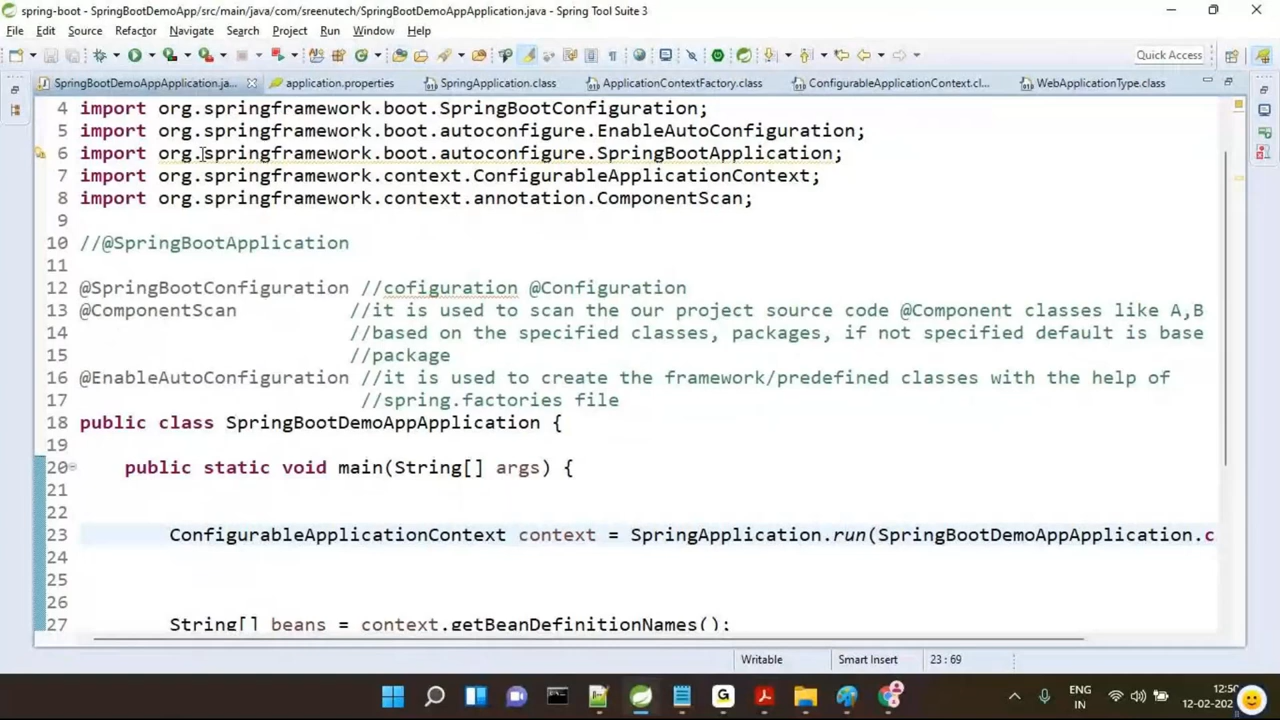 spring-boot - SpringBootDemoApp/src/main/java/com/sreenutech/SpringBootDemoAppApplication.java - Spring Tool Suite 3
File Edit Source Refactor Navigate Search Project Run Window Help
Quick Access
SpringBootDemoAppApplication.ja... application.properties SpringApplication.class ApplicationContextFactory.class ConfigurableApplicationContext.cl... WebApplicationType.class
4 import org.springframework.boot.SpringBootConfiguration;
5 import org.springframework.boot.autoconfigure.EnableAutoConfiguration;
6 import org.springframework.boot.autoconfigure.SpringBootApplication;
7 import org.springframework.context.ConfigurableApplicationContext;
8 import org.springframework.context.annotation.ComponentScan;
9
10 //@SpringBootApplication
11
12 @SpringBootConfiguration //cofiguration @Configuration
13 @ComponentScan //it is used to scan the our project source code @Component classes like A,B
14 //based on the specified classes, packages, if not specified default is base
15 //package
16 @EnableAutoConfiguration //it is used to create the framework/predefined classes with the help of
17 //spring.factories file
18 public class SpringBootDemoAppApplication {
19
20 public static void main(String[] args) {
21
22
23 ConfigurableApplicationContext context = SpringApplication.run(SpringBootDemoAppApplication.c
24
25
26
27 String[] beans = context.getBeanDefinitionNames();
Writable Smart Insert 23 : 69
ENG 12:50
IN 12-02-202